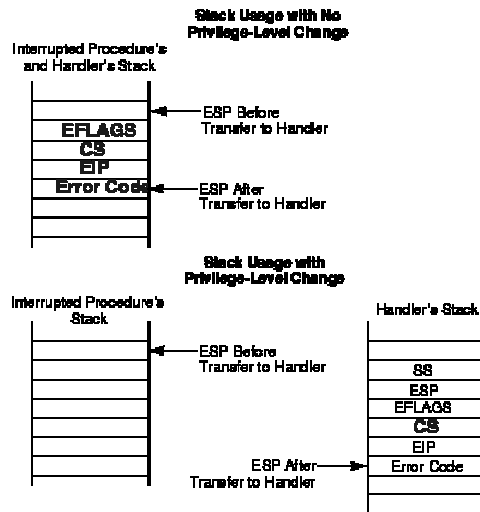 Stack Usage with No
Privilege-Level Change
Interrupted Procedure's
and Handler's Stack
ESP Before
Transfer to Handler
EFLAGS
CS
EIP
Error Code
ESP After
Transfer to Handler
Stack Usage with
Privilege-Level Change
Interrupted Procedure's
Stack
Handler's Stack
ESP Before
Transfer to Handler
SS
ESP
EFLAGS
CS
EIP
ESP After
Transfer to Handler
Error Code